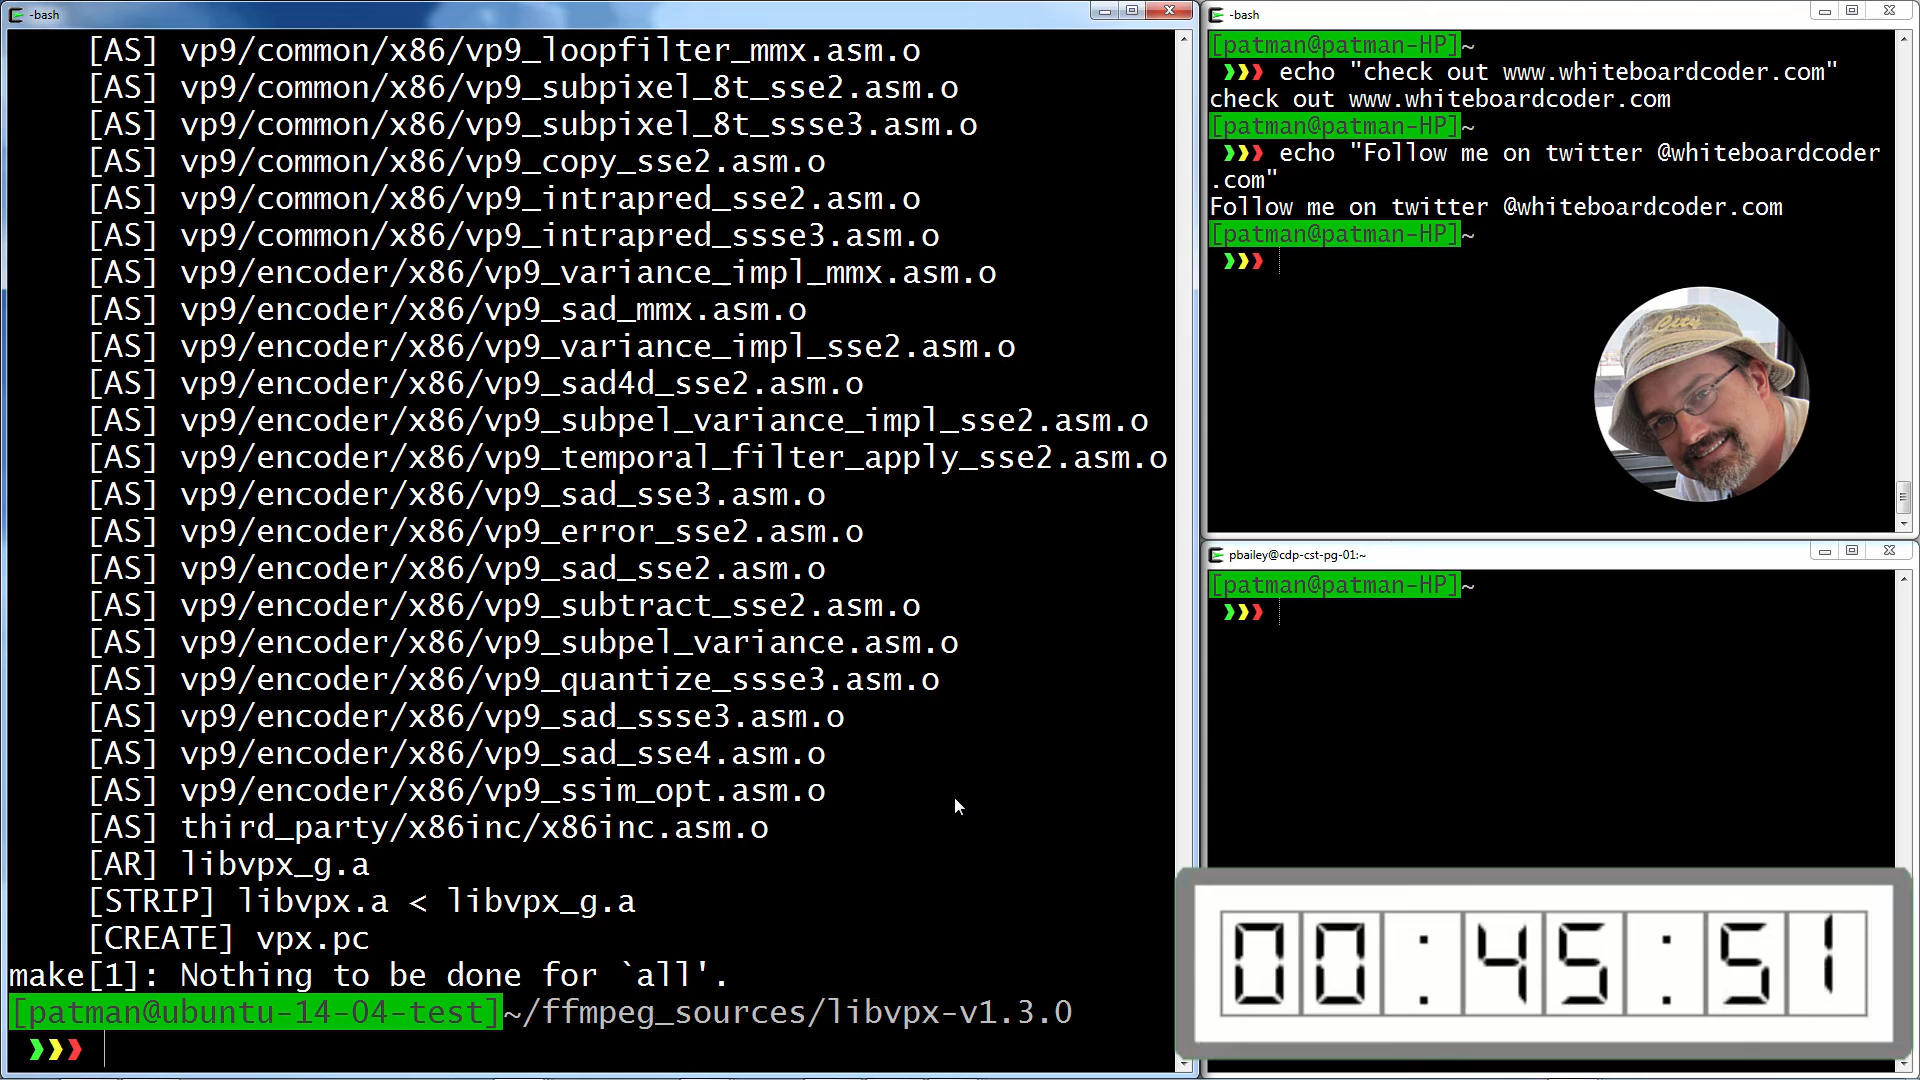 -bash
[AS] vp9/common/x86/vp9_loopfilter_mmx.asm.o
[AS] vp9/common/x86/vp9_subpixel_8t_sse2.asm.o
[AS] vp9/common/x86/vp9_subpixel_8t_ssse3.asm.o
[AS] vp9/common/x86/vp9_copy_sse2.asm.o
[AS] vp9/common/x86/vp9_intrapred_sse2.asm.o
[AS] vp9/common/x86/vp9_intrapred_ssse3.asm.o
[AS] vp9/encoder/x86/vp9_variance_impl_mmx.asm.o
[AS] vp9/encoder/x86/vp9_sad_mmx.asm.o
[AS] vp9/encoder/x86/vp9_variance_impl_sse2.asm.o
[AS] vp9/encoder/x86/vp9_sad4d_sse2.asm.o
[AS] vp9/encoder/x86/vp9_subpel_variance_impl_sse2.asm.o
[AS] vp9/encoder/x86/vp9_temporal_filter_apply_sse2.asm.o
[AS] vp9/encoder/x86/vp9_sad_sse3.asm.o
[AS] vp9/encoder/x86/vp9_error_sse2.asm.o
[AS] vp9/encoder/x86/vp9_sad_sse2.asm.o
[AS] vp9/encoder/x86/vp9_subtract_sse2.asm.o
[AS] vp9/encoder/x86/vp9_subpel_variance.asm.o
[AS] vp9/encoder/x86/vp9_quantize_ssse3.asm.o
[AS] vp9/encoder/x86/vp9_sad_ssse3.asm.o
[AS] vp9/encoder/x86/vp9_sad_sse4.asm.o
[AS] vp9/encoder/x86/vp9_ssim_opt.asm.o
[AS] third_party/x86inc/x86inc.asm.o
[AR] libvpx_g.a
[STRIP] libvpx.a < libvpx_g.a
[CREATE] vpx.pc
make[1]: Nothing to be done for `all'.
[patman@ubuntu-14-04-test]~/ffmpeg_sources/libvpx-v1.3.0
❯❯❯
-bash
[patman@patman-HP]~
❯❯❯ echo "check out www.whiteboardcoder.com"
check out www.whiteboardcoder.com
[patman@patman-HP]~
❯❯❯ echo "Follow me on twitter @whiteboardcoder
.com"
Follow me on twitter @whiteboardcoder.com
[patman@patman-HP]~
❯❯❯
City
pbailey@cdp-cst-pg-01:~
[patman@patman-HP]~
❯❯❯
00:45:51